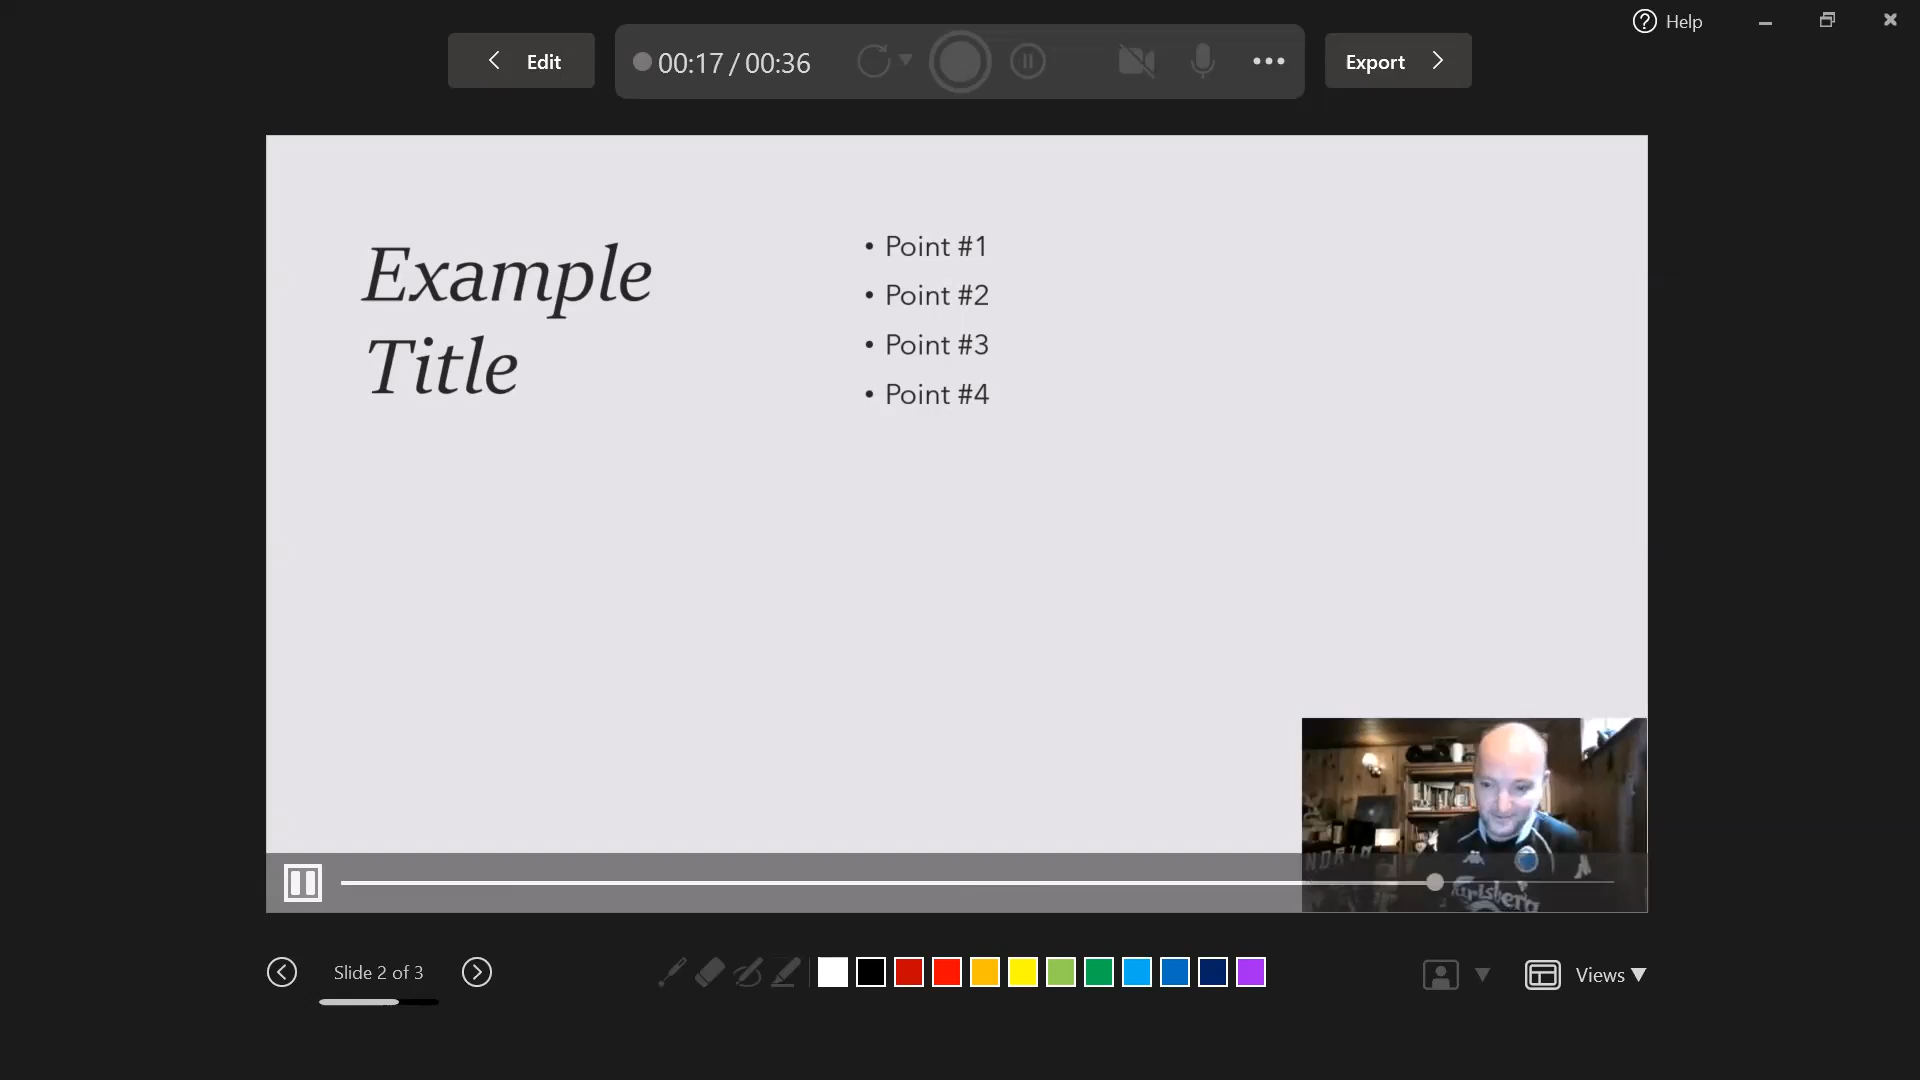 Help
Edit
00:17 / 00:36
Export
Example
Title
• Point #1
• Point #2
• Point #3
• Point #4
Carlsberg
Slide 2 of 3
Views